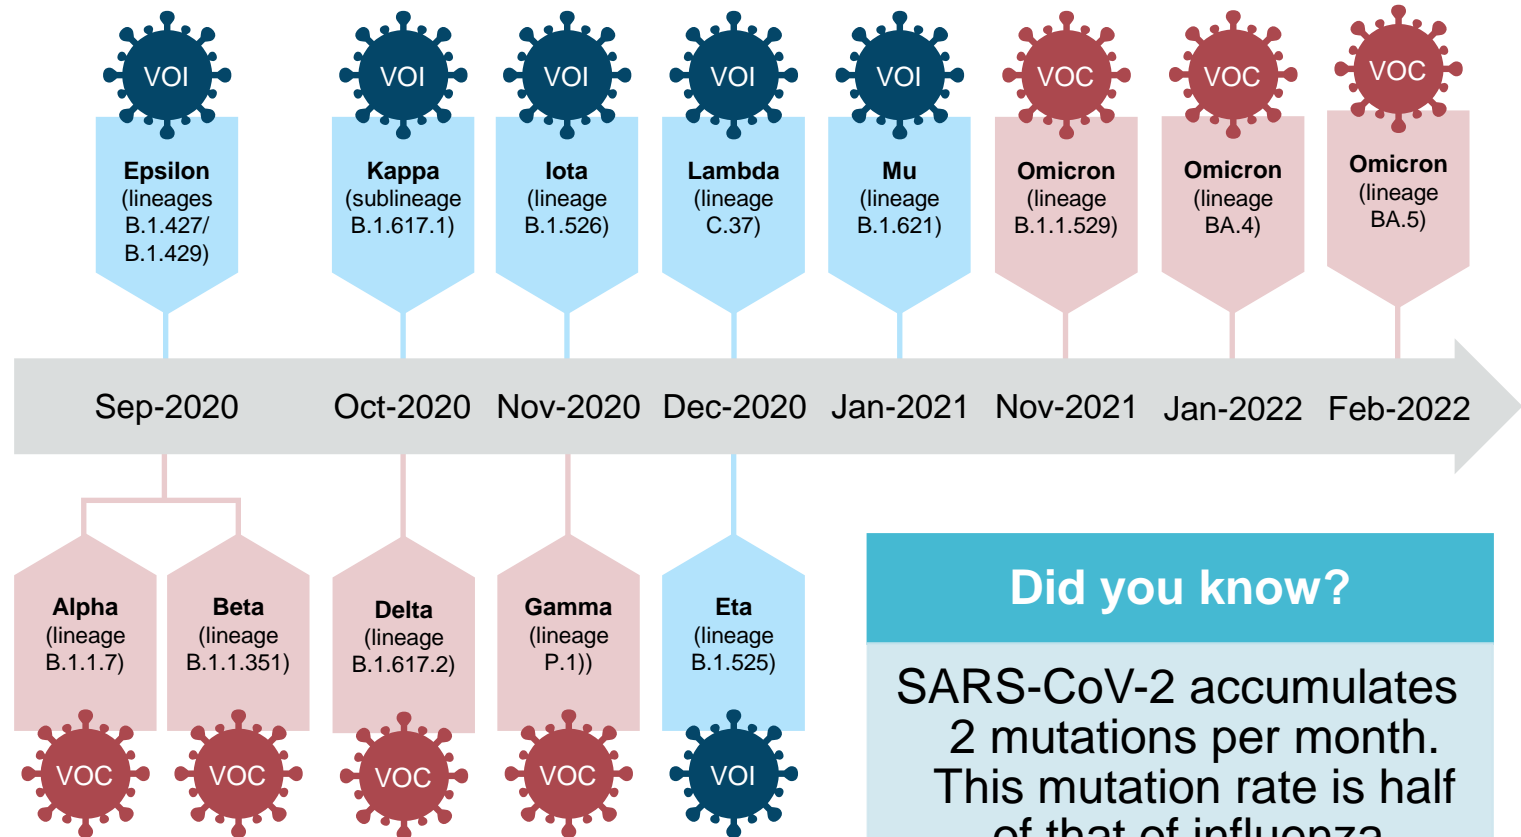 VOI
VOI
VOI
VOI
VOI
VOC
VOC
VOC
Epsilon
(lineages
B.1.427/
B.1.429)
Kappa
(sublineage
B.1.617.1)
Iota
(lineage
B.1.526)
Lambda
(lineage
C.37)
Mu
(lineage
B.1.621)
Omicron
(lineage
B.1.1.529)
Omicron
(lineage
BA.4)
Omicron
(lineage
BA.5)
Sep-2020
Oct-2020
Nov-2020
Dec-2020
Jan-2021
Nov-2021
Jan-2022
Feb-2022
Alpha
(lineage
B.1.1.7)
Beta
(lineage
B.1.1.351)
Delta
(lineage
B.1.617.2)
Gamma
(lineage
P.1))
Eta
(lineage
B.1.525)
VOC
VOC
VOC
VOC
VOI
Did you know?
SARS-CoV-2 accumulates
2 mutations per month.
This mutation rate is half
of that of influenza